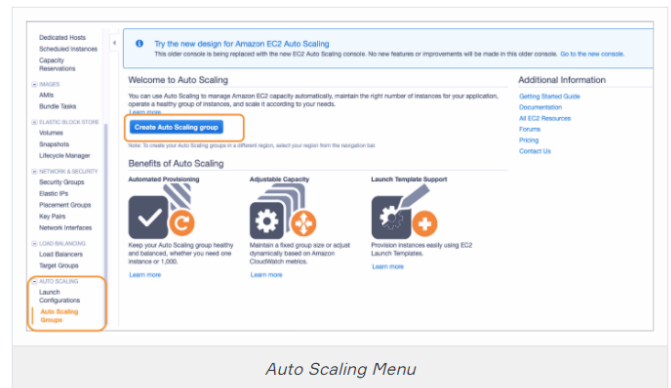 Dedicated Hosts
Scheduled Instances
Capacity
Reservations
IMAGES
AMIs
Bundle Tasks
ELASTIC BLOCK STORE
Volumes
Snapshots
Lifecycle Manager
NETWORK & SECURITY
Security Groups
Elastic IPs
Placement Groups
Key Pairs
Network Interfaces
LOAD BALANCING
Load Balancers
Target Groups
AUTO SCALING
Launch
Configurations
Auto Scaling
Groups
Try the new design for Amazon EC2 Auto Scaling
This older console is being replaced with the new EC2 Auto Scaling console. No new features or improvements will be made in this older console. Go to the new console.
Welcome to Auto Scaling
You can use Auto Scaling to manage Amazon EC2 capacity automatically, maintain the right number of instances for your application,
operate a healthy group of instances, and scale it according to your needs.
Learn more
Create Auto Scaling group
Note: To create your Auto Scaling groups in a different region, select your region from the navigation bar.
Benefits of Auto Scaling
Automated Provisioning
Keep your Auto Scaling group healthy
and balanced, whether you need one
instance or 1,000.
Learn more
Adjustable Capacity
Maintain a fixed group size or adjust
dynamically based on Amazon
CloudWatch metrics.
Learn more
Launch Template Support
Provision instances easily using EC2
Launch Templates.
Learn more
Additional Information
Getting Started Guide
Documentation
All EC2 Resources
Forums
Pricing
Contact Us
Auto Scaling Menu